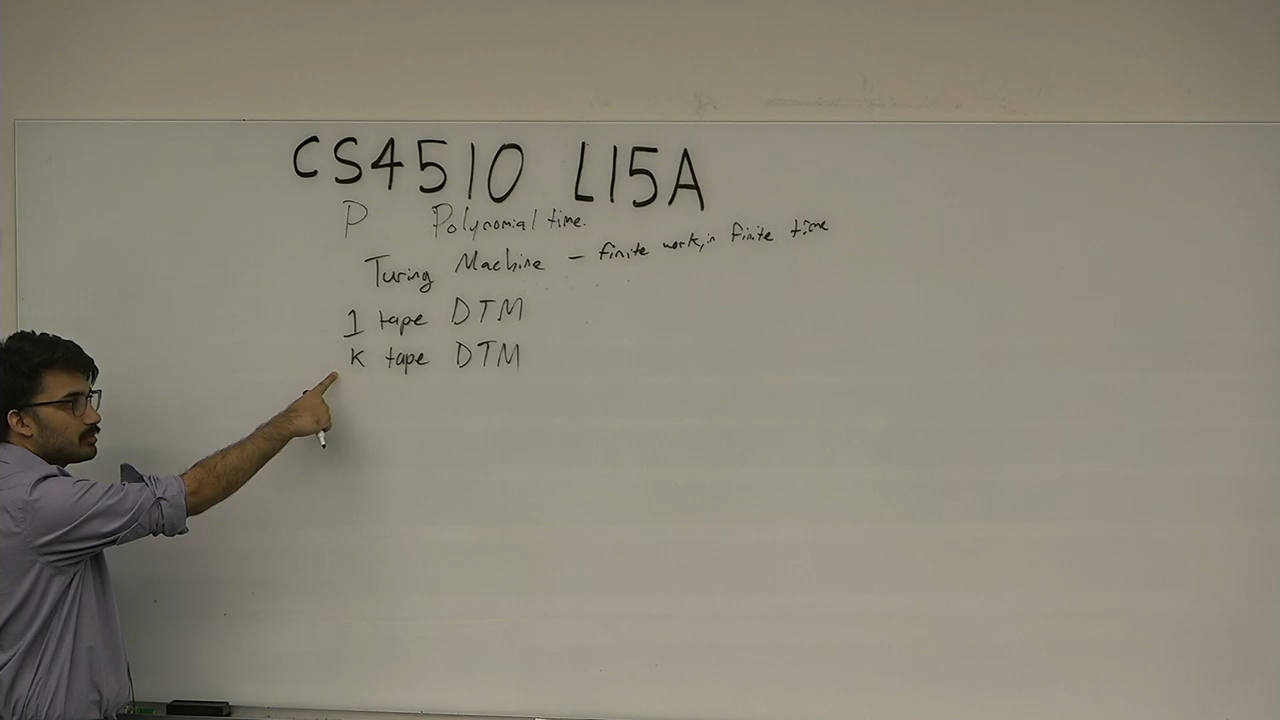 CS4510 L15A
P Polynomial time.
Turing Machine - finite work, in finite time
1 tape DTM
K tape DTM